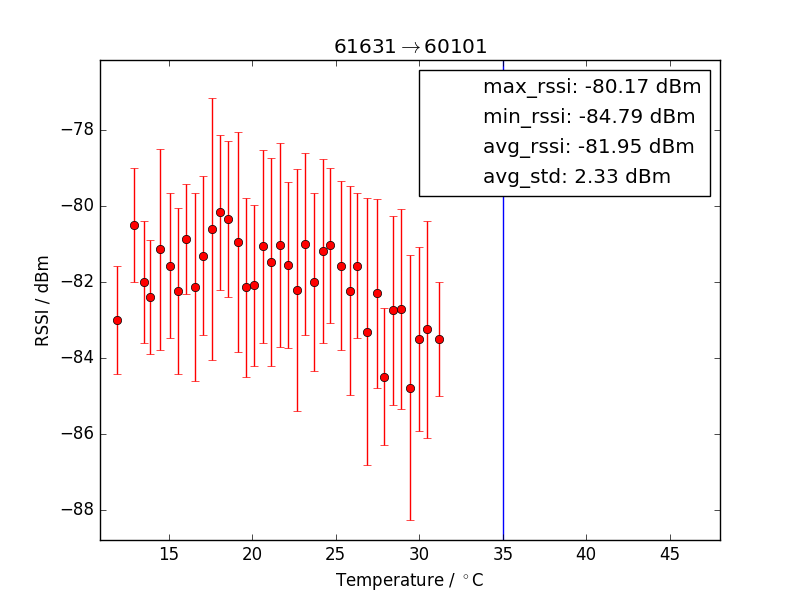 61631→60101
max_rssi: -80.17 dBm
min_rssi: -84.79 dBm
avg_rssi: -81.95 dBm
avg_std: 2.33 dBm
RSSI / dBm
−78
−80
−82
−84
−86
−88
15 20 25 30 35 40 45
Temperature / °C